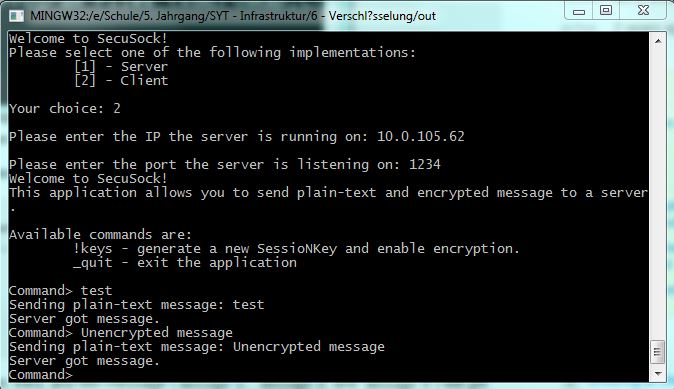 MINGW32:/e/Schule/5. Jahrgang/SYT - Infrastruktur/6 - Verschl?sselung/out
Welcome to SecuSock!
Please select one of the following implementations:
[1] - Server
[2] - Client
Your choice: 2
Please enter the IP the server is running on: 10.0.105.62
Please enter the port the server is listening on: 1234
Welcome to SecuSock!
This application allows you to send plain-text and encrypted message to a server
.
Available commands are:
!keys - generate a new SessioNKey and enable encryption.
_quit - exit the application
Command> test
Sending plain-text message: test
Server got message.
Command> Unencrypted message
Sending plain-text message: Unencrypted message
Server got message.
Command>